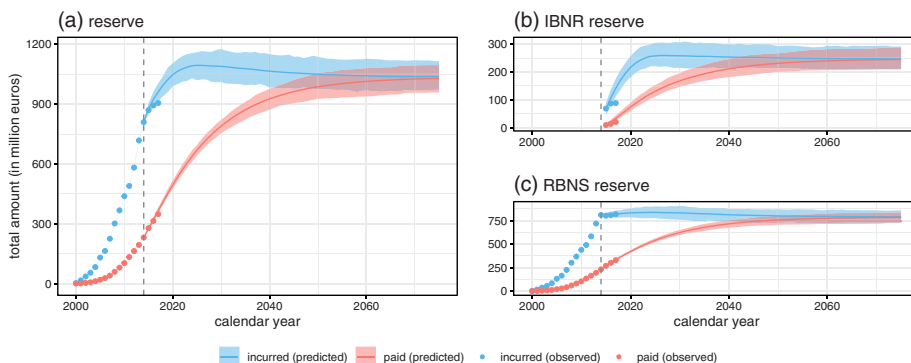 (a) reserve
1200
900
600
300
0
total amount (in million euros)
2000 2020 2040 2060
calendar year
(b) IBNR reserve
300
200
100
0
2000 2020 2040 2060
(c) RBNS reserve
750
500
250
0
2000 2020 2040 2060
calendar year
incurred (predicted) paid (predicted) incurred (observed) paid (observed)